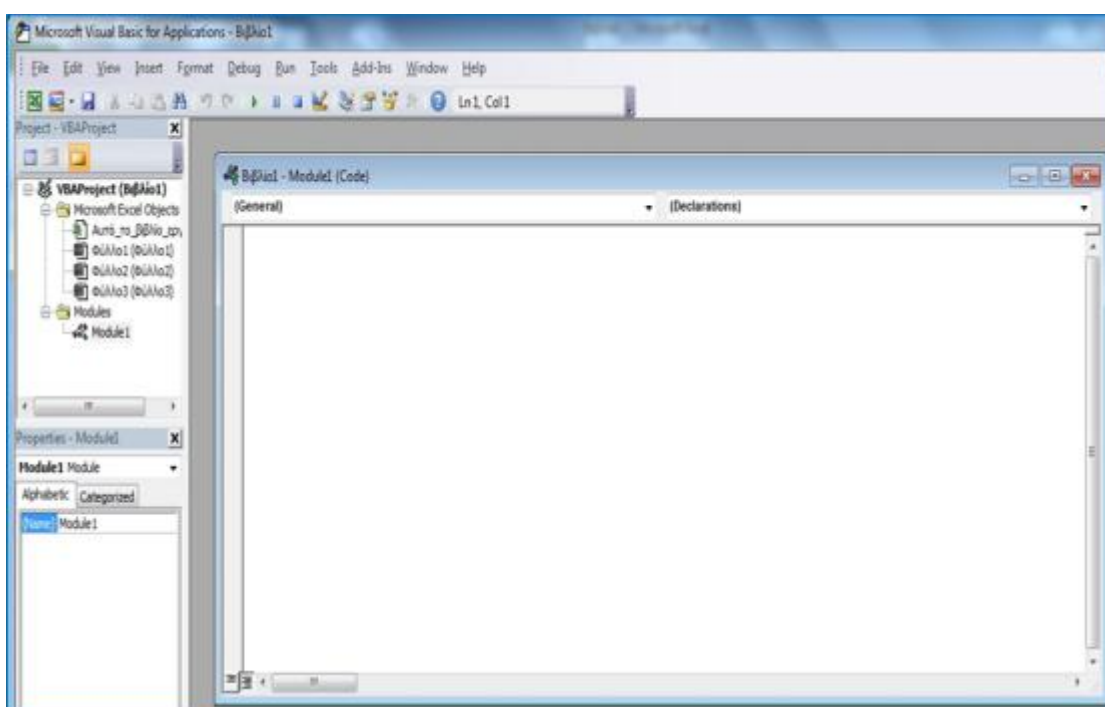 Microsoft Visual Basic for Applications - Βιβλίο1
File Edit View Insert Format Debug Run Tools Add-Ins Window Help
Ln 1, Col 1
Project - VBAProject
VBAProject (Βιβλίο1)
Microsoft Excel Objects
Αυτό_το_βιβλίο_εργ
Φύλλο1 (Φύλλο1)
Φύλλο2 (Φύλλο2)
Φύλλο3 (Φύλλο3)
Modules
Module1
Properties - Module1
Module1 Module
Alphabetic Categorized
(Name) Module1
Βιβλίο1 - Module1 (Code)
(General) (Declarations)